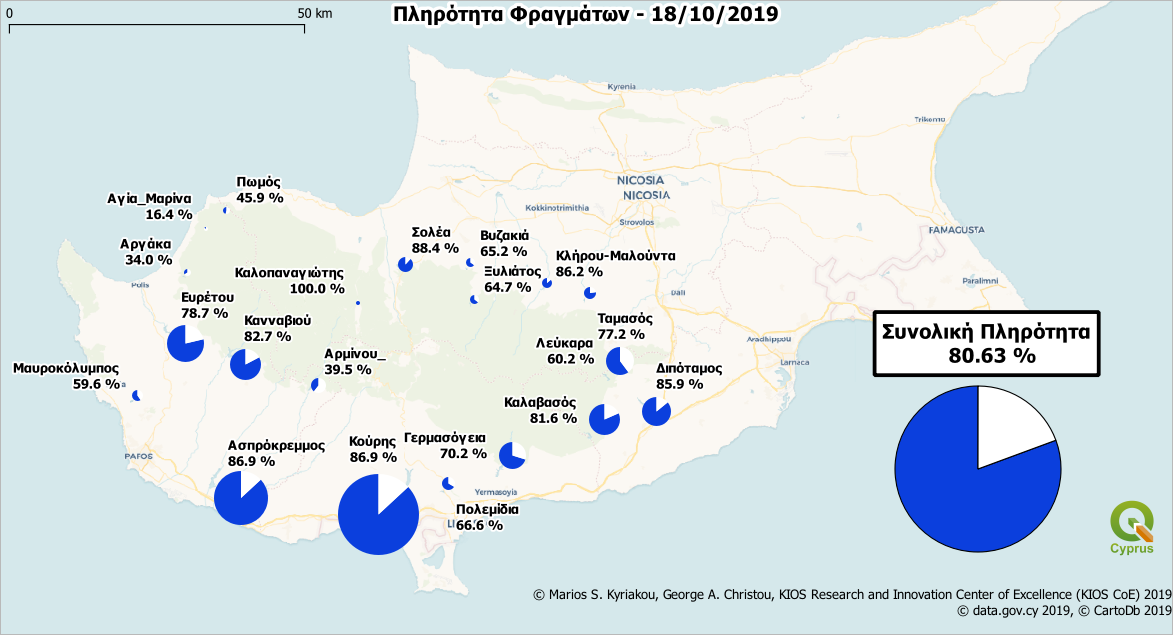 0 50 km
Πληρότητα Φραγμάτων - 18/10/2019
Kyrenia
Trikemu
Πωμός
45.9 %
Αγία_Μαρίνα
16.4 %
NICOSIA
NICOSIA
Kokkinotrimithia
Strovolos
FAMAGUSTA
Αργάκα
34.0 %
Σολέα
88.4 %
Βυζακιά
65.2 %
Κλήρου-Μαλούντα
86.2 %
Ξυλιάτος
64.7 %
Καλοπαναγιώτης
100.0 %
Polis
Dali
Paralimni
Ευρέτου
78.7 %
Κανναβιού
82.7 %
Ταμασός
77.2 %
Λεύκαρα
60.2 %
Aradhippou
Larnaca
Συνολική Πληρότητα
80.63 %
Αρμίνου_
39.5 %
Μαυροκόλυμπος
59.6 %
Διπόταμος
85.9 %
Καλαβασός
81.6 %
Ασπρόκρεμμος
86.9 %
Κούρης
86.9 %
Γερμασόγεια
70.2 %
PAFOS
Yermasoyia
Πολεμίδια
66.6 %
Cyprus
© Marios S. Kyriakou, George A. Christou, KIOS Research and Innovation Center of Excellence (KIOS CoE) 2019
© data.gov.cy 2019, © CartoDb 2019